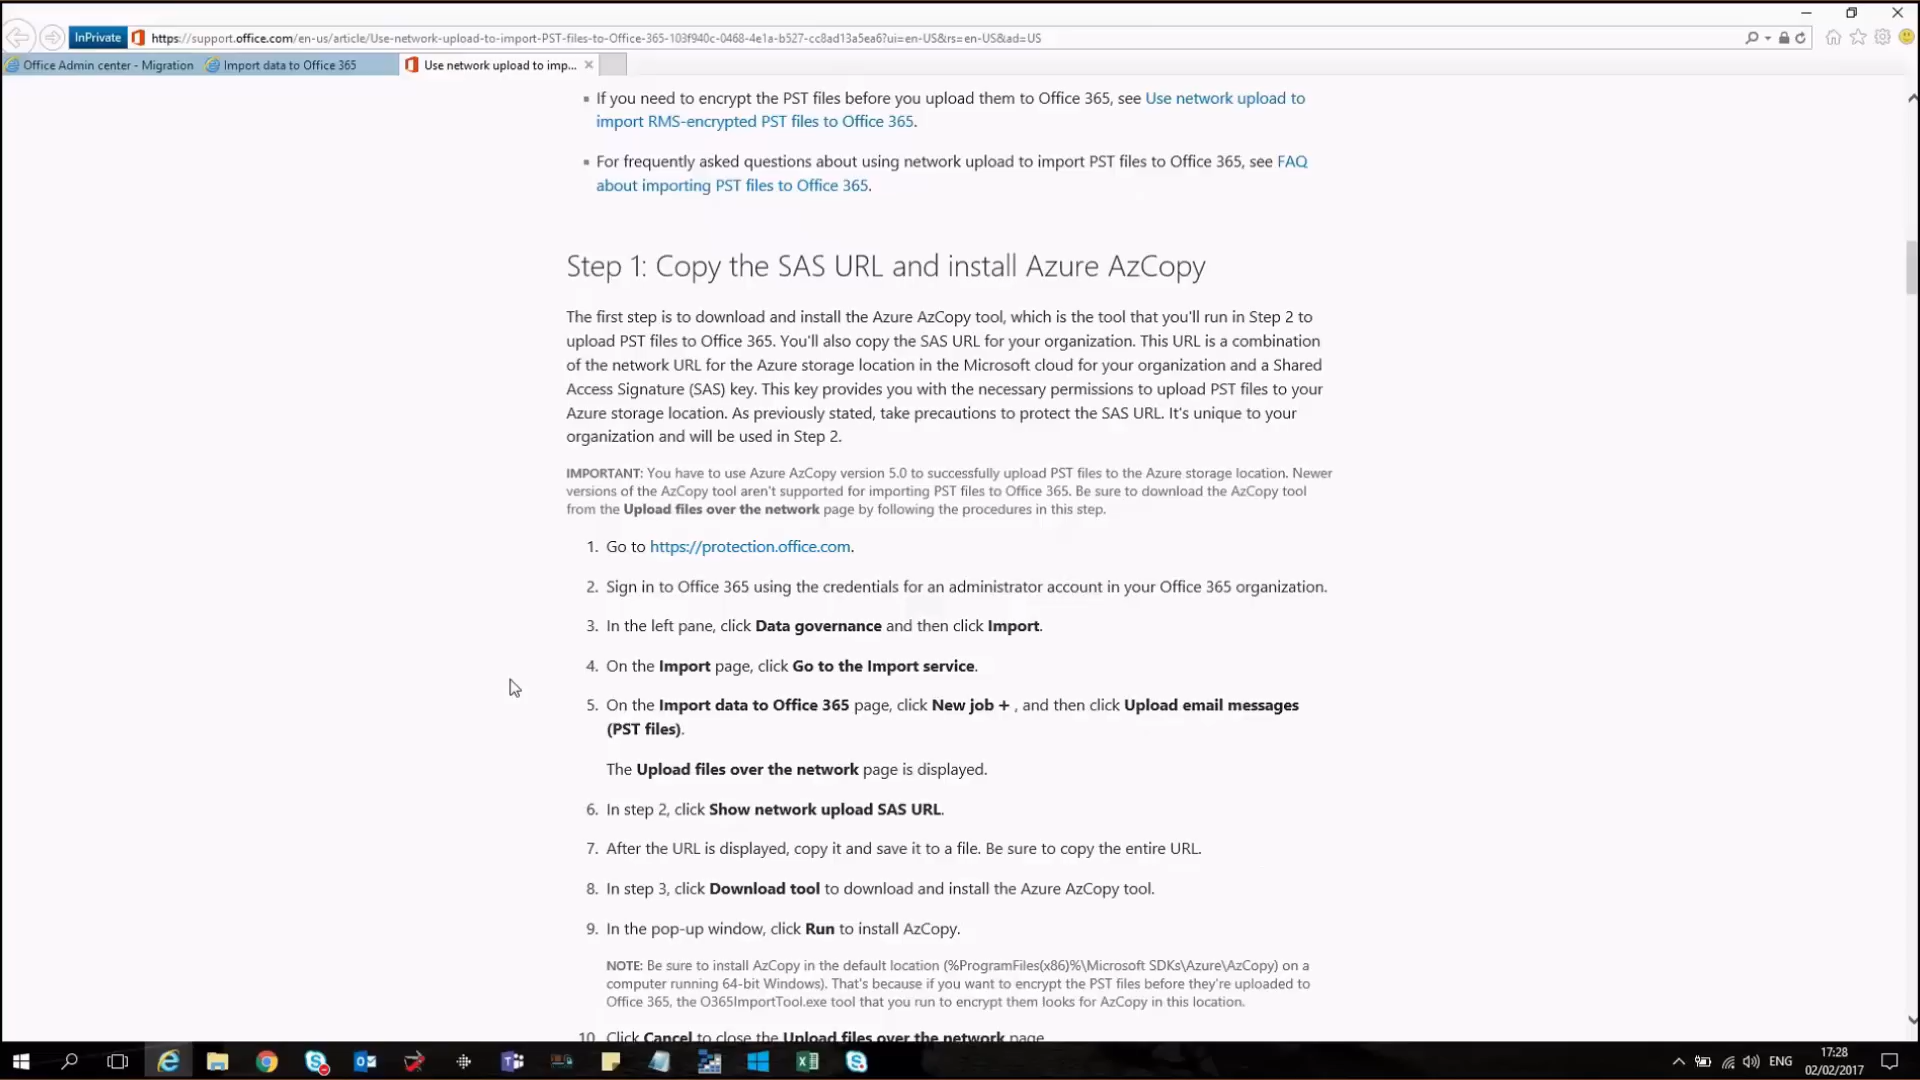 InPrivate
https://support.office.com/en-us/article/Use-network-upload-to-import-PST-files-to-Office-365-103f940c-0468-4e1a-b527-cc8ad13a5ea6?ui=en-US&rs=en-US&ad=US
Office Admin center - Migration
Import data to Office 365
Use network upload to imp...
If you need to encrypt the PST files before you upload them to Office 365, see Use network upload to
import RMS-encrypted PST files to Office 365.
For frequently asked questions about using network upload to import PST files to Office 365, see FAQ
about importing PST files to Office 365.
Step 1: Copy the SAS URL and install Azure AzCopy
The first step is to download and install the Azure AzCopy tool, which is the tool that you'll run in Step 2 to
upload PST files to Office 365. You'll also copy the SAS URL for your organization. This URL is a combination
of the network URL for the Azure storage location in the Microsoft cloud for your organization and a Shared
Access Signature (SAS) key. This key provides you with the necessary permissions to upload PST files to your
Azure storage location. As previously stated, take precautions to protect the SAS URL. It's unique to your
organization and will be used in Step 2.
IMPORTANT: You have to use Azure AzCopy version 5.0 to successfully upload PST files to the Azure storage location. Newer
versions of the AzCopy tool aren't supported for importing PST files to Office 365. Be sure to download the AzCopy tool
from the Upload files over the network page by following the procedures in this step.
1. Go to https://protection.office.com.
2. Sign in to Office 365 using the credentials for an administrator account in your Office 365 organization.
3. In the left pane, click Data governance and then click Import.
4. On the Import page, click Go to the Import service.
5. On the Import data to Office 365 page, click New job + , and then click Upload email messages
(PST files).
The Upload files over the network page is displayed.
6. In step 2, click Show network upload SAS URL.
7. After the URL is displayed, copy it and save it to a file. Be sure to copy the entire URL.
8. In step 3, click Download tool to download and install the Azure AzCopy tool.
9. In the pop-up window, click Run to install AzCopy.
NOTE: Be sure to install AzCopy in the default location (%ProgramFiles(x86)%\Microsoft SDKs\Azure\AzCopy) on a
computer running 64-bit Windows). That's because if you want to encrypt the PST files before they're uploaded to
Office 365, the O365ImportTool.exe tool that you run to encrypt them looks for AzCopy in this location.
10. Click Cancel to close the Upload files over the network page.
ENG
17:28
02/02/2017